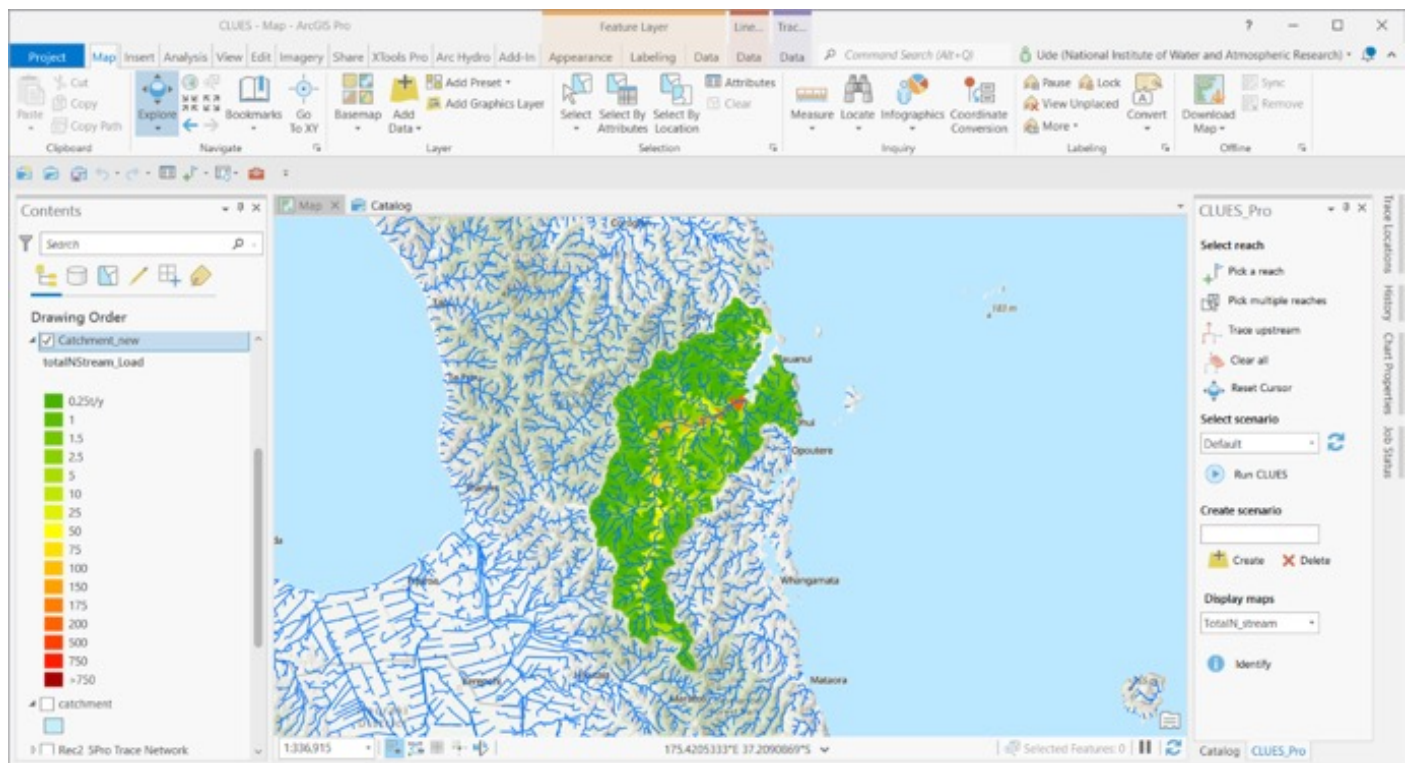 CLUES - Map - ArcGIS Pro
Feature Layer
Line...
Trac...
?
Project
Map
Insert
Analysis
View
Edit
Imagery
Share
XTools Pro
Arc Hydro
Add-In
Appearance
Labeling
Data
Data
Data
Command Search (Alt+Q)
Ude (National Institute of Water and Atmospheric Research)
Paste
Cut
Copy
Copy Path
Clipboard
Explore
Bookmarks
Go To XY
Navigate
Basemap
Add Data
Add Preset
Add Graphics Layer
Layer
Select
Select By Attributes
Select By Location
Attributes
Clear
Selection
Measure
Locate
Infographics
Coordinate Conversion
Inquiry
Pause
Lock
View Unplaced
More
Convert
Labeling
Download Map
Sync
Remove
Offline
Contents
Search
Drawing Order
Catchment_new
totalNStream_Load
0.25t/y
1
1.5
2.5
5
10
25
50
75
100
150
175
200
500
750
>750
catchment
Rec2_5Pro Trace Network
Map
Catalog
Opoutere
Whangamata
Mataora
1:336,915
175.4205333°E 37.2090869°S
Selected Features: 0
CLUES_Pro
Select reach
Pick a reach
Pick multiple reaches
Trace upstream
Clear all
Reset Cursor
Select scenario
Default
Run CLUES
Create scenario
Create
Delete
Display maps
TotalN_stream
Identify
Catalog
CLUES_Pro
Trace Locations
History
Chart Properties
Job Status